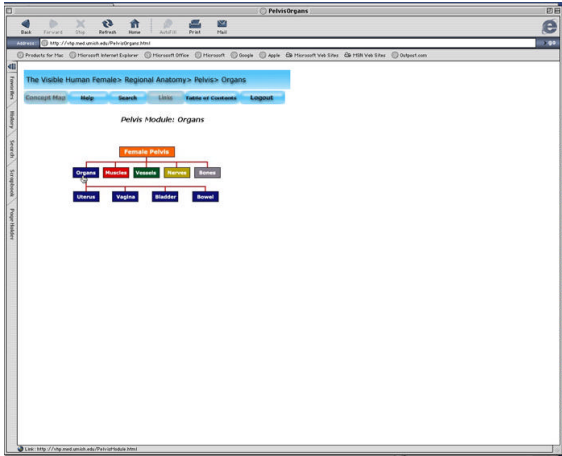 PelvisOrgans
Back Forward Stop Refresh Home AutoFill Print Mail
Address: http://vhp.med.umich.edu/PelvisOrgans.html go
Products for Mac Microsoft Internet Explorer Microsoft Office Microsoft Google Apple Microsoft Web Sites MSN Web Sites Outpost.com
Favorites
History
Search
Scrapbook
Page Holder
The Visible Human Female> Regional Anatomy> Pelvis> Organs
Concept Map Help Search Links Table of Contents Logout
Pelvis Module: Organs
Female Pelvis
Organs Muscles Vessels Nerves Bones
Uterus Vagina Bladder Bowel
Link: http://vhp.med.umich.edu/PelvisModule.html